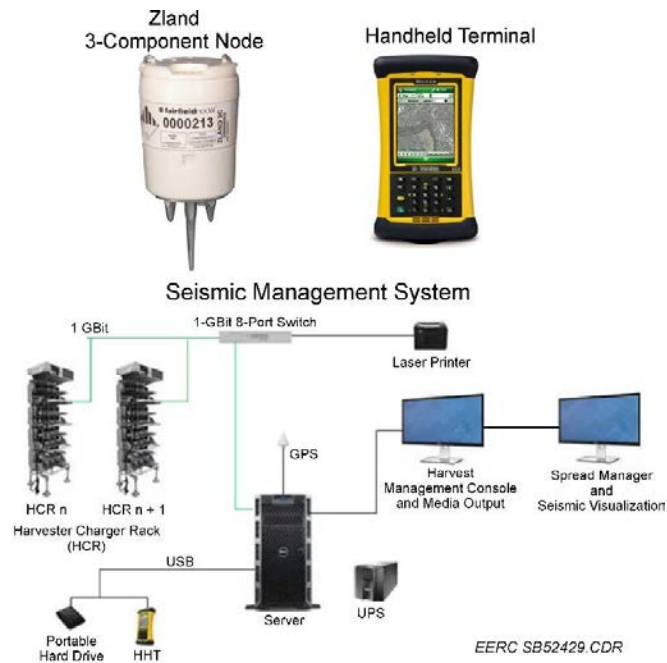 Zland
3-Component Node
Handheld Terminal
fairfieldnodal
0000213
ZLAND 3C
Seismic Management System
1-GBit 8-Port Switch
1 GBit
Laser Printer
GPS
HCR n
HCR n + 1
Harvester Charger Rack
(HCR)
Harvest
Management Console
and Media Output
Spread Manager
and
Seismic Visualization
USB
Portable
Hard Drive
HHT
Server
UPS
EERC SB52429.CDR